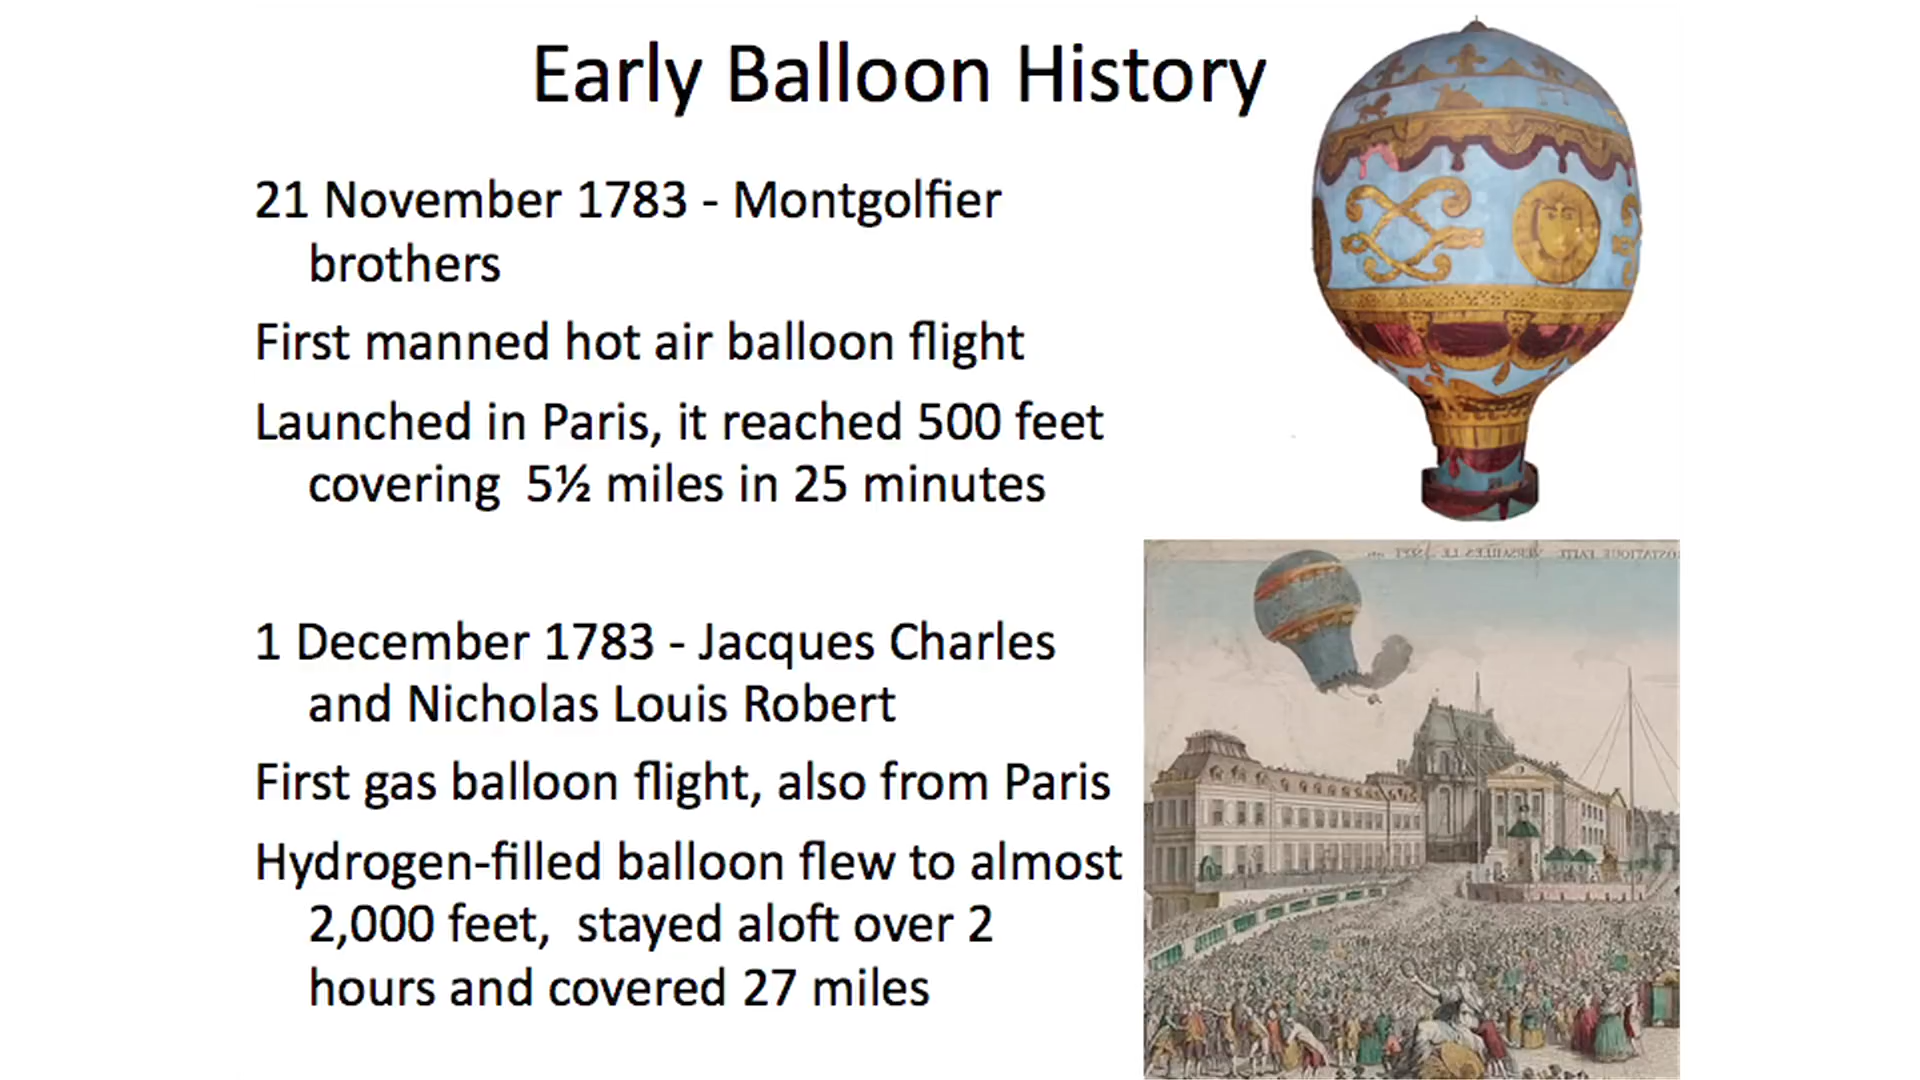 Early Balloon History
21 November 1783 - Montgolfier
brothers
First manned hot air balloon flight
Launched in Paris, it reached 500 feet
covering 5½ miles in 25 minutes
1 December 1783 - Jacques Charles
and Nicholas Louis Robert
First gas balloon flight, also from Paris
Hydrogen-filled balloon flew to almost
2,000 feet, stayed aloft over 2
hours and covered 27 miles